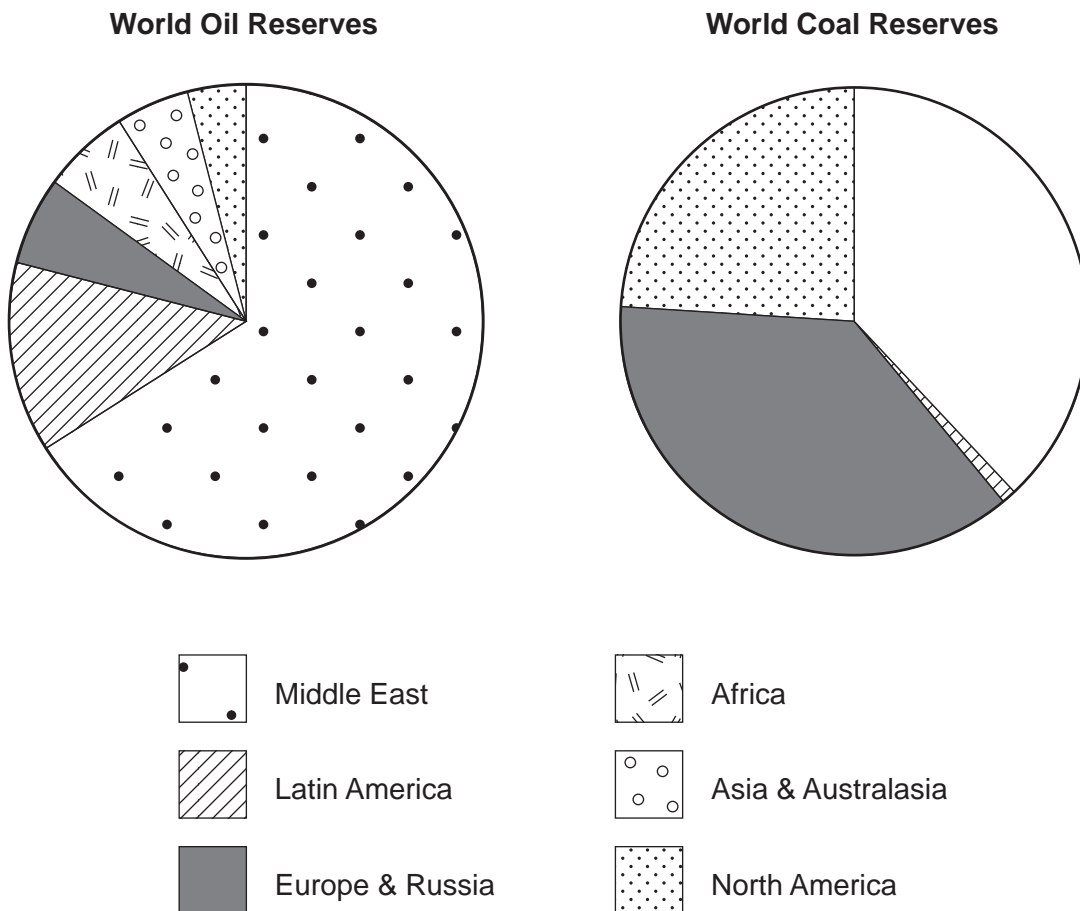 World Oil Reserves
World Coal Reserves
Middle East
Africa
Latin America
Asia & Australasia
Europe & Russia
North America